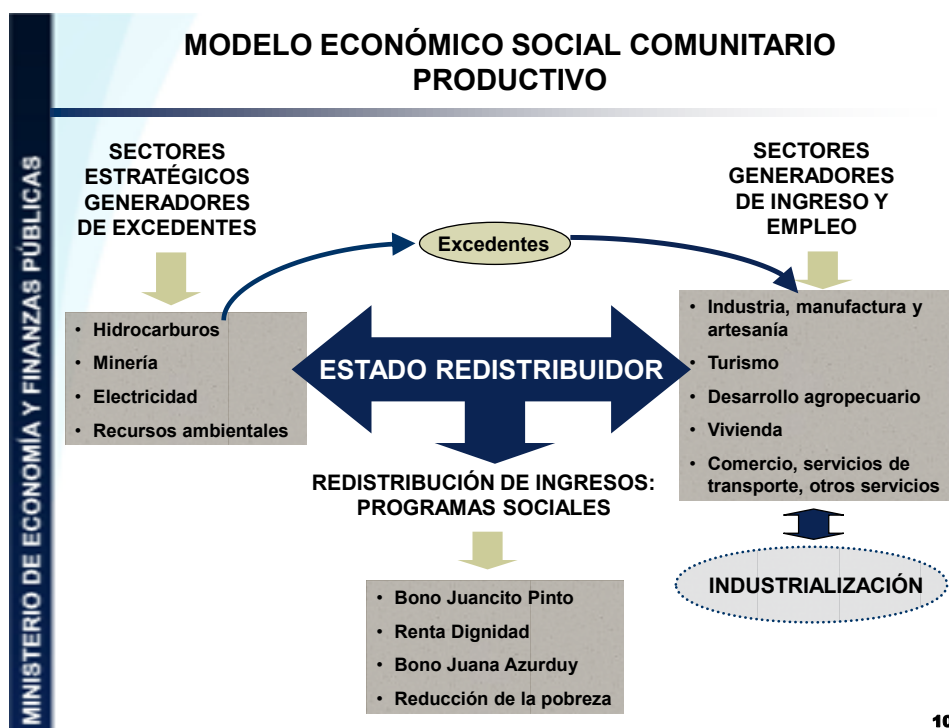 MODELO ECONÓMICO SOCIAL COMUNITARIO
PRODUCTIVO
MINISTERIO DE ECONOMÍA Y FINANZAS PÚBLICAS
SECTORES
ESTRATÉGICOS
GENERADORES
DE EXCEDENTES
Excedentes
SECTORES
GENERADORES
DE INGRESO Y
EMPLEO
• Hidrocarburos
• Minería
• Electricidad
• Recursos ambientales
ESTADO REDISTRIBUIDOR
• Industria, manufactura y
artesanía
• Turismo
• Desarrollo agropecuario
• Vivienda
• Comercio, servicios de
transporte, otros servicios
REDISTRIBUCIÓN DE INGRESOS:
PROGRAMAS SOCIALES
INDUSTRIALIZACIÓN
• Bono Juancito Pinto
• Renta Dignidad
• Bono Juana Azurduy
• Reducción de la pobreza